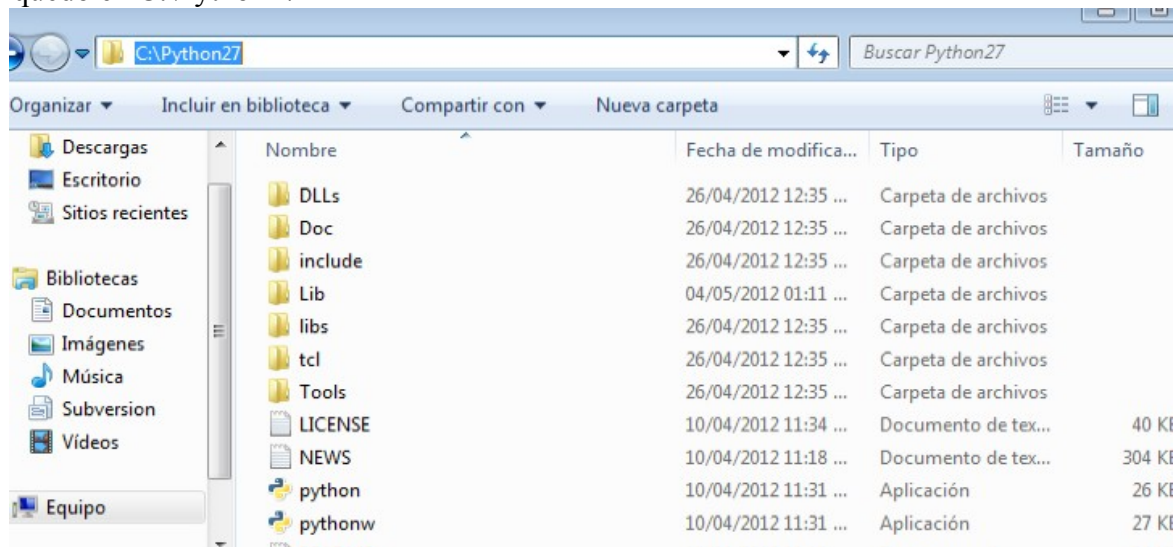 C:\Python27
Buscar Python27
Organizar
Incluir en biblioteca
Compartir con
Nueva carpeta
Descargas
Escritorio
Sitios recientes
Bibliotecas
Documentos
Imágenes
Música
Subversion
Vídeos
Equipo
Nombre Fecha de modifica... Tipo Tamaño
DLLs 26/04/2012 12:35 ... Carpeta de archivos
Doc 26/04/2012 12:35 ... Carpeta de archivos
include 26/04/2012 12:35 ... Carpeta de archivos
Lib 04/05/2012 01:11 ... Carpeta de archivos
libs 26/04/2012 12:35 ... Carpeta de archivos
tcl 26/04/2012 12:35 ... Carpeta de archivos
Tools 26/04/2012 12:35 ... Carpeta de archivos
LICENSE 10/04/2012 11:34 ... Documento de tex... 40 KB
NEWS 10/04/2012 11:18 ... Documento de tex... 304 KB
python 10/04/2012 11:31 ... Aplicación 26 KB
pythonw 10/04/2012 11:31 ... Aplicación 27 KB